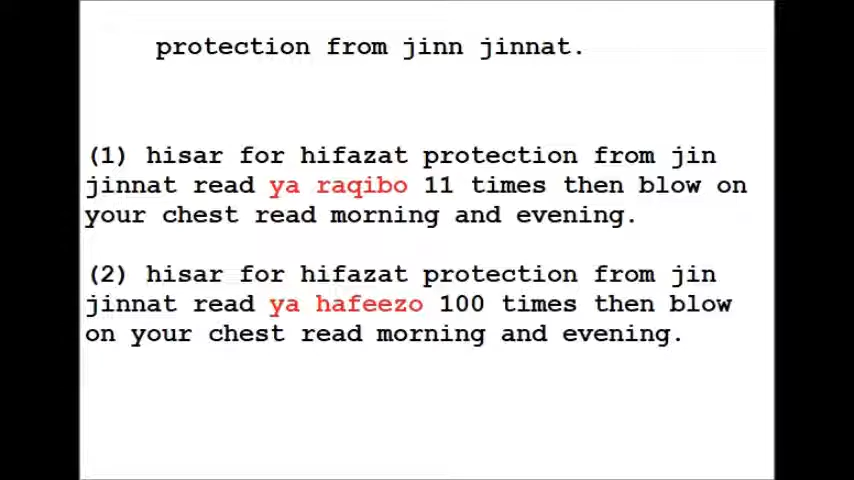 protection from jinn jinnat.
(1) hisar for hifazat protection from jin
jinnat read ya raqibo 11 times then blow on
your chest read morning and evening.
(2) hisar for hifazat protection from jin
jinnat read ya hafeezo 100 times then blow
on your chest read morning and evening.